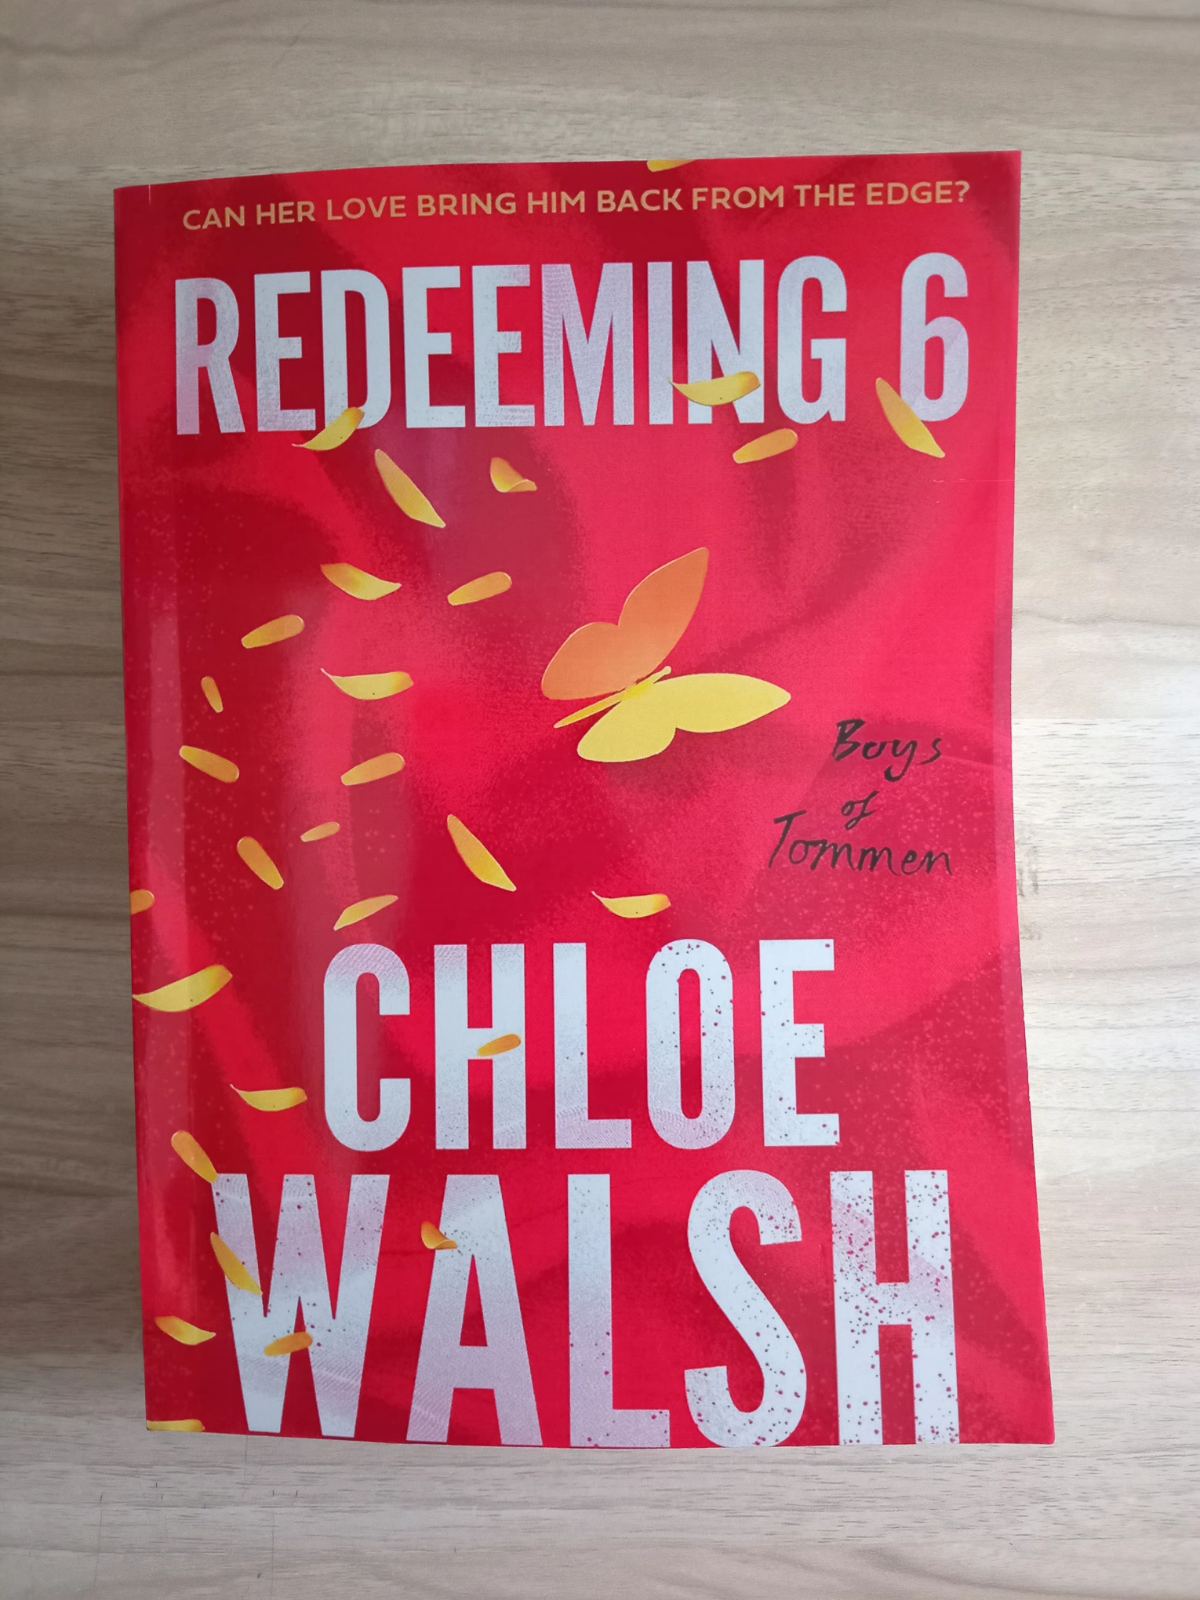 CAN HER LOVE BRING HIM BACK FROM THE EDGE?
REDEEMING 6
Boys
of
Tommen
CHLOE
WALSH